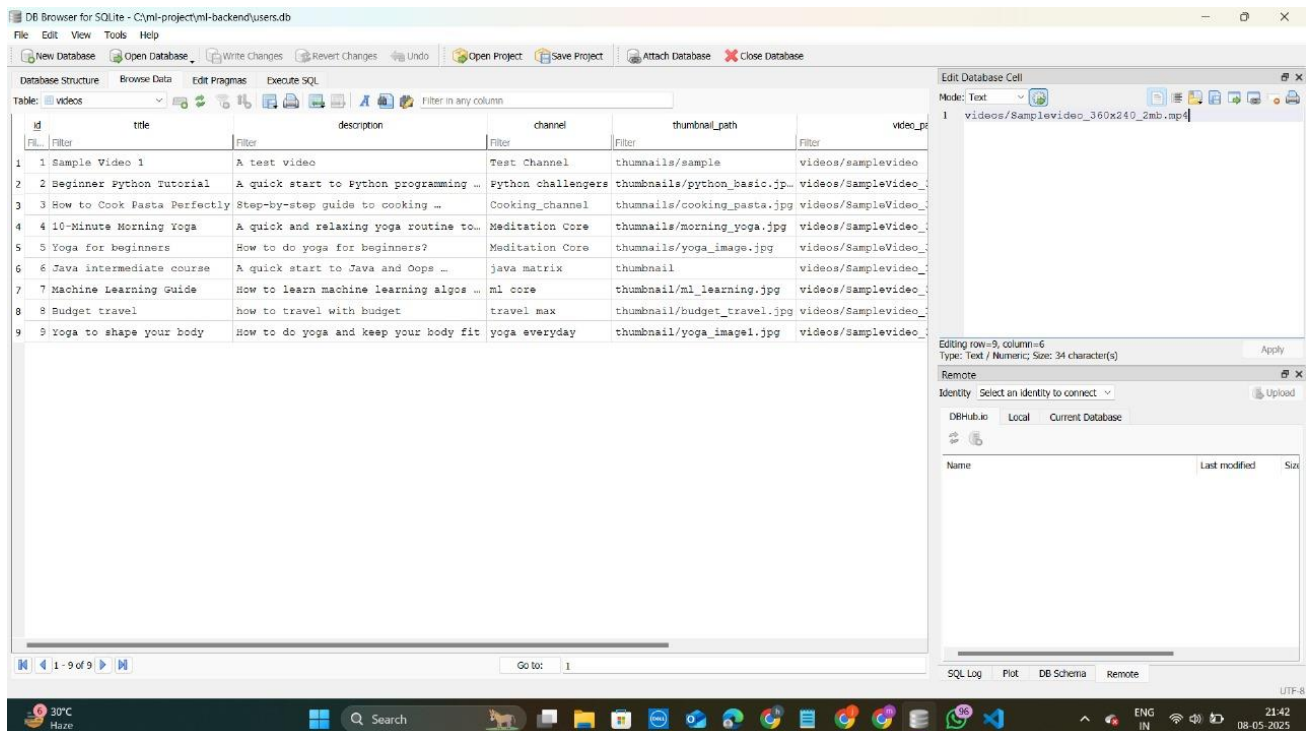 DB Browser for SQLite - C:\ml-project\ml-backend\users.db
File Edit View Tools Help
New Database Open Database Write Changes Revert Changes Undo Open Project Save Project Attach Database Close Database
Database Structure Browse Data Edit Pragmas Execute SQL
Table: videos Filter in any column
id title description channel thumbnail_path video_pa
Fil... Filter Filter Filter Filter Filter
1 1 Sample Video 1 A test video Test Channel thumnails/sample videos/samplevideo
2 2 Beginner Python Tutorial A quick start to Python programming … Python challengers thumbnails/python_basic.jp… videos/SampleVideo_
3 3 How to Cook Pasta Perfectly Step-by-step guide to cooking … Cooking_channel thumnails/cooking_pasta.jpg videos/SampleVideo_
4 4 10-Minute Morning Yoga A quick and relaxing yoga routine to… Meditation Core thumnails/morning_yoga.jpg videos/SampleVideo_
5 5 Yoga for beginners How to do yoga for beginners? Meditation Core thumnails/yoga_image.jpg videos/SampleVideo_
6 6 Java intermediate course A quick start to Java and Oops … java matrix thumbnail videos/Samplevideo_
7 7 Machine Learning Guide How to learn machine learning algos … ml core thumbnail/ml_learning.jpg videos/Samplevideo_
8 8 Budget travel how to travel with budget travel max thumbnail/budget_travel.jpg videos/Samplevideo_
9 9 Yoga to shape your body How to do yoga and keep your body fit yoga everyday thumbnail/yoga_image1.jpg videos/Samplevideo_
1 - 9 of 9 Go to: 1
Edit Database Cell
Mode: Text
1 videos/Samplevideo_360x240_2mb.mp4
Editing row=9, column=6
Type: Text / Numeric; Size: 34 character(s)
Apply
Remote
Identity Select an identity to connect Upload
DBHub.io Local Current Database
Name Last modified Size
SQL Log Plot DB Schema Remote
UTF-8
6 30°C
Haze
Search
DELL
96
ENG
IN
21:42
08-05-2025